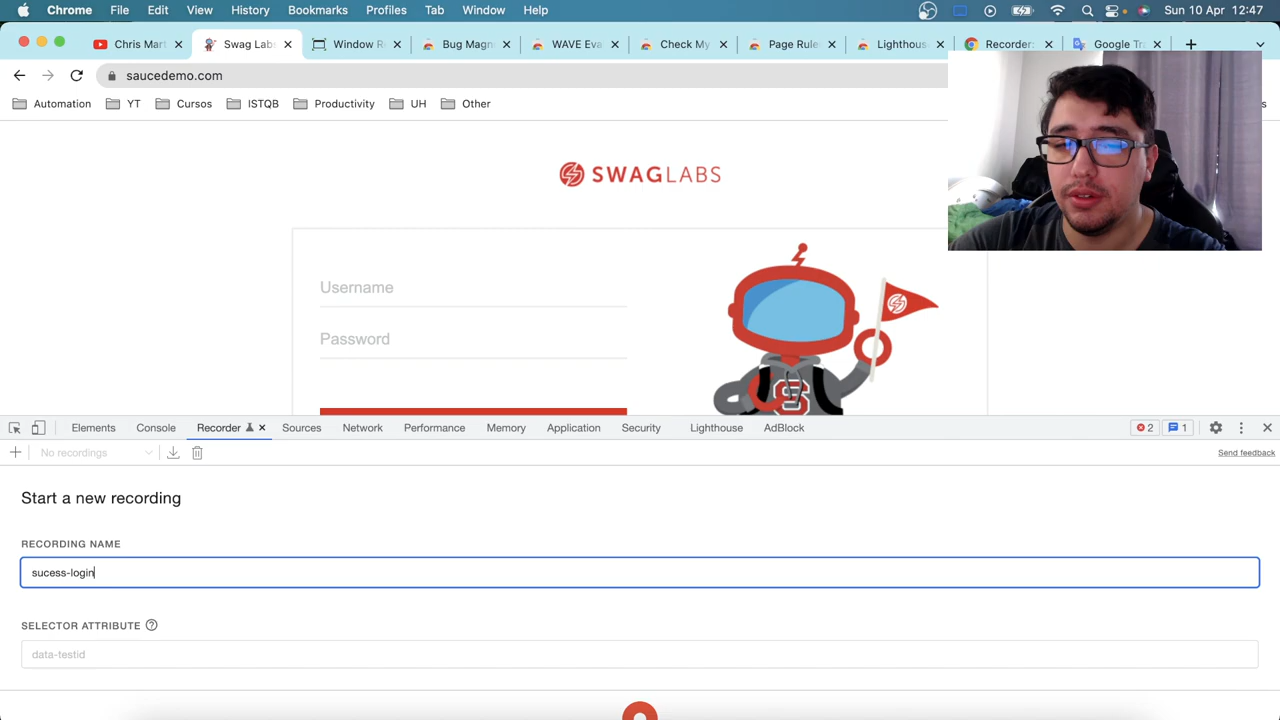 Chrome File Edit View History Bookmarks Profiles Tab Window Help SUN 10 Apr 12:47
Chris Mart Swag Lab Window R Bug Magn WAVE Eva Check My Page Rule Lighthous Recorder: Google Tra
saucedemo.com
Automation YT Cursos ISTQB Productivity UH Other
SWAGLABS
Username
Password
Elements Console Recorder Sources Network Performance Memory Application Security Lighthouse AdBlock 2 1
No recordings Send feedback
Start a new recording
RECORDING NAME
sucess-login
SELECTOR ATTRIBUTE
data-testid